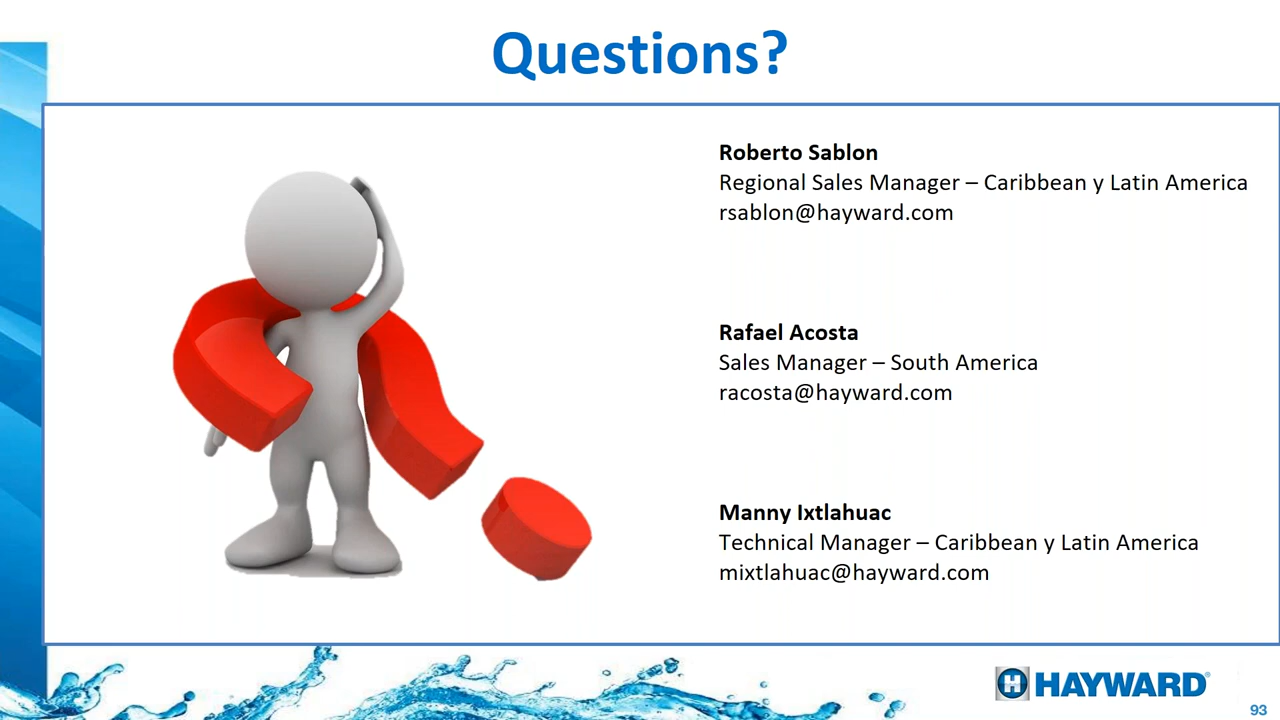 Questions?
Roberto Sablon
Regional Sales Manager – Caribbean y Latin America
rsablon@hayward.com
Rafael Acosta
Sales Manager – South America
racosta@hayward.com
Manny Ixtlahuac
Technical Manager – Caribbean y Latin America
mixtlahuac@hayward.com
H HAYWARD®
93